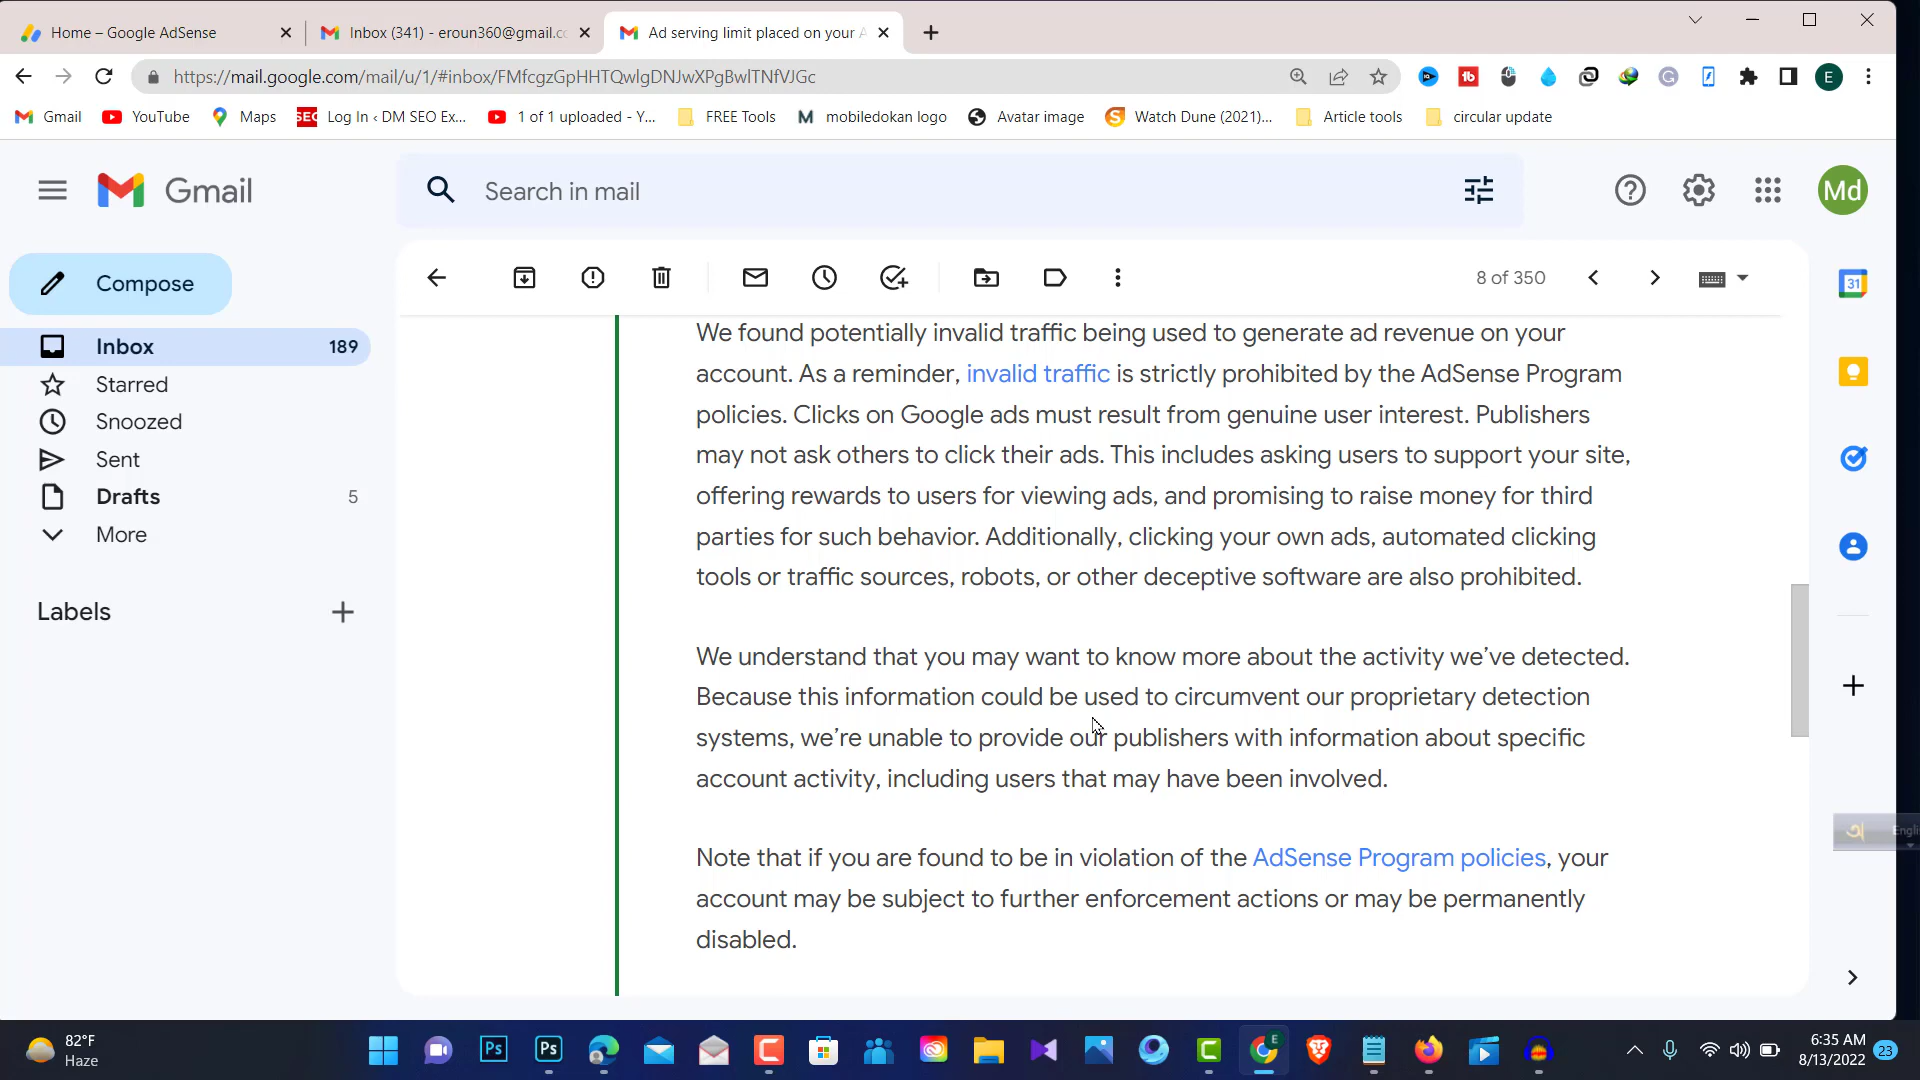 Home – Google AdSense
Inbox (341) - eroun360@gmail.cc
Ad serving limit placed on your A
https://mail.google.com/mail/u/1/#inbox/FMfcgzGpHHTQwlgDNJwXPgBwlTNfVJGc
E
Gmail
YouTube
Maps
SEC
Log In ‹ DM SEO Ex...
1 of 1 uploaded - Y...
FREE Tools
M mobiledokan logo
Avatar image
Watch Dune (2021)...
Article tools
circular update
Gmail
Search in mail
Md
Compose
8 of 350
31
Inbox 189
Starred
Snoozed
Sent
Drafts 5
More
Labels
We found potentially invalid traffic being used to generate ad revenue on your
account. As a reminder, invalid traffic is strictly prohibited by the AdSense Program
policies. Clicks on Google ads must result from genuine user interest. Publishers
may not ask others to click their ads. This includes asking users to support your site,
offering rewards to users for viewing ads, and promising to raise money for third
parties for such behavior. Additionally, clicking your own ads, automated clicking
tools or traffic sources, robots, or other deceptive software are also prohibited.
We understand that you may want to know more about the activity we’ve detected.
Because this information could be used to circumvent our proprietary detection
systems, we’re unable to provide our publishers with information about specific
account activity, including users that may have been involved.
Note that if you are found to be in violation of the AdSense Program policies, your
account may be subject to further enforcement actions or may be permanently
disabled.
অ Englis
82°F
Haze
Ps
Ps
6:35 AM
8/13/2022
23